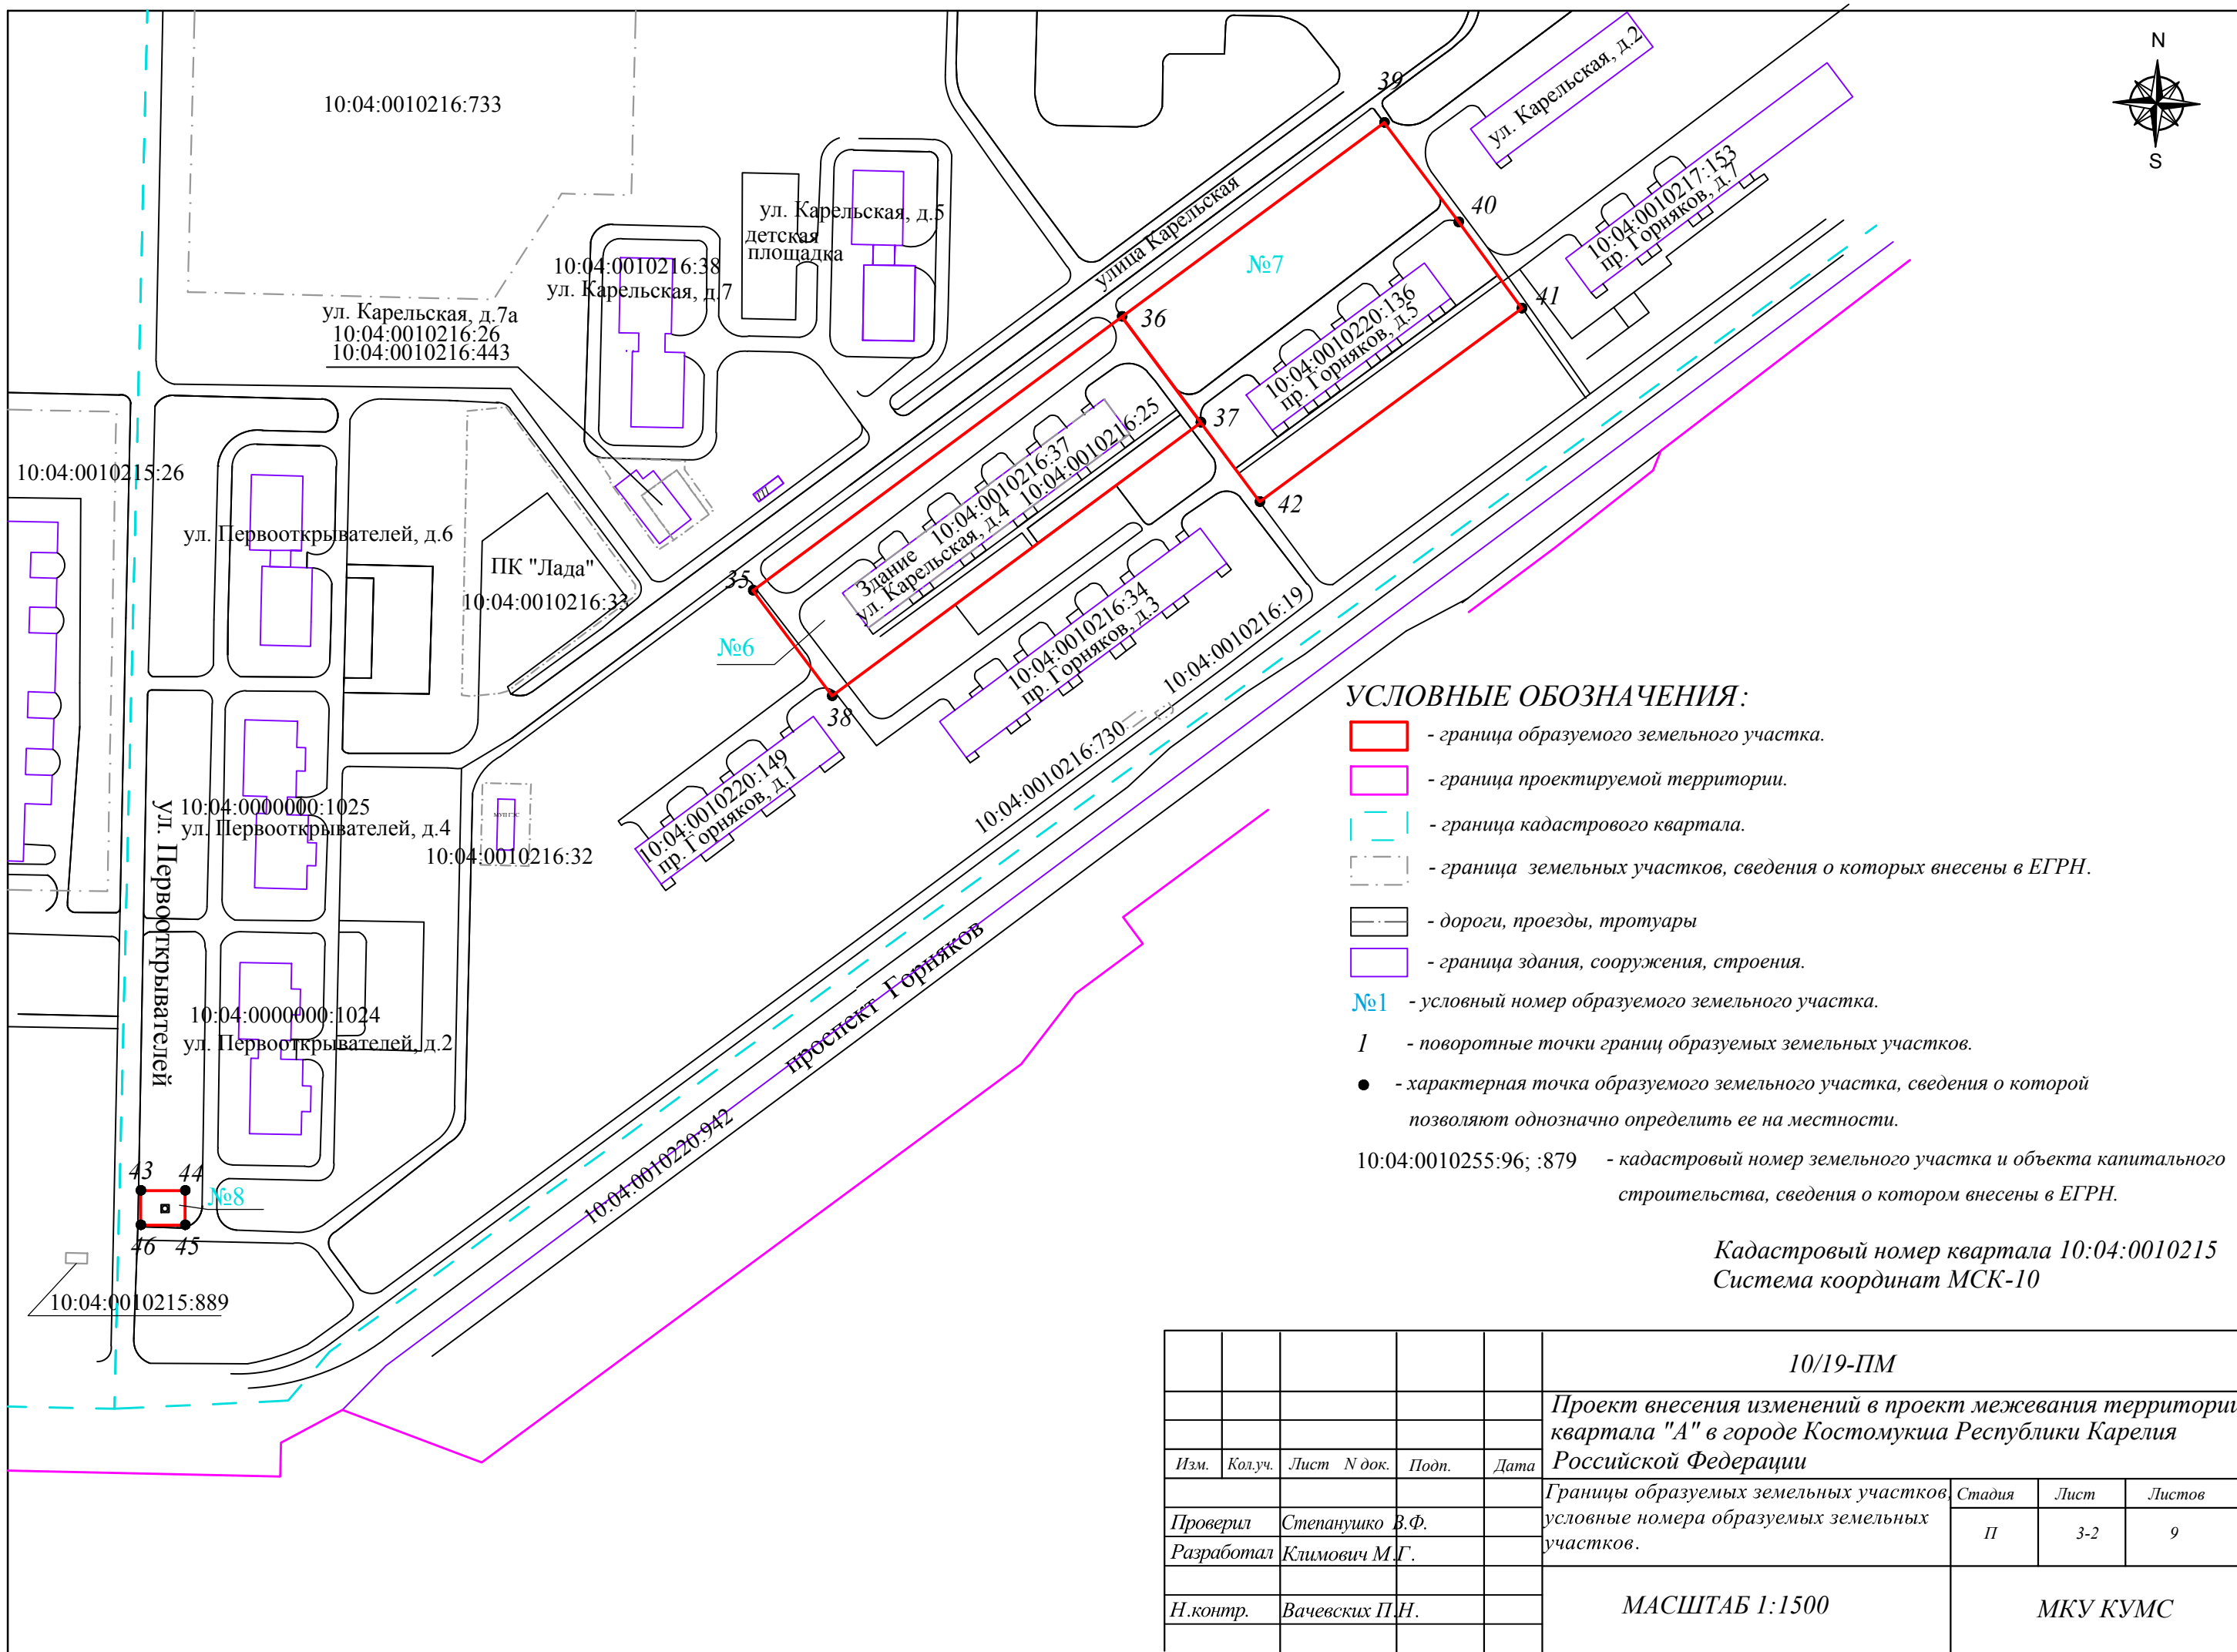 N
S
10:04:0010216:733
39
ул. Карельская, д.2
10:04:0010217:153
пр. Горняков, д.7
40
41
ул. Карельская, д.5
детская
площадка
улица Карельская
№7
10:04:0010216:38
ул. Карельская, д.7
ул. Карельская, д.7а
10:04:0010216:26
10:04:0010216:443
36
10:04:0010220:136
пр. Горняков, д.5
37
42
10:04:0010215:26
ул. Первооткрывателей, д.6
ПК "Лада"
10:04:0010216:33
ТП
35
Здание 10:04:0010216:37
ул. Карельская, д.4 10:04:0010216:25
№6
38
10:04:0010216:34
пр. Горняков, д.3
10:04:0010216:19
10:04:0010216:730
10:04:0010220:149
пр. Горняков, д.1
10:04:0000000:1025
ул. Первооткрывателей, д.4
10:04:0010216:32
ул. Первооткрывателей
10:04:0000000:1024
ул. Первооткрывателей, д.2
проспект Горняков
10:04:0010220:942
43
44
№8
46
45
10:04:0010215:889
УСЛОВНЫЕ ОБОЗНАЧЕНИЯ:
- граница образуемого земельного участка.
- граница проектируемой территории.
- граница кадастрового квартала.
- граница земельных участков, сведения о которых внесены в ЕГРН.
- дороги, проезды, тротуары
- граница здания, сооружения, строения.
№1 - условный номер образуемого земельного участка.
1 - поворотные точки границ образуемых земельных участков.
- характерная точка образуемого земельного участка, сведения о которой
позволяют однозначно определить ее на местности.
10:04:0010255:96; :879 - кадастровый номер земельного участка и объекта капитального
строительства, сведения о котором внесены в ЕГРН.
Кадастровый номер квартала 10:04:0010215
Система координат МСК-10
10/19-ПМ
Проект внесения изменений в проект межевания территории
квартала "А" в городе Костомукша Республики Карелия
Российской Федерации
Изм. Кол.уч. Лист N док. Подп. Дата
Границы образуемых земельных участков,
условные номера образуемых земельных
участков.
Стадия Лист Листов
П 3-2 9
Проверил Степанушко В.Ф.
Разработал Климович М.Г.
Н.контр. Вачевских П.Н.
МАСШТАБ 1:1500
МКУ КУМС